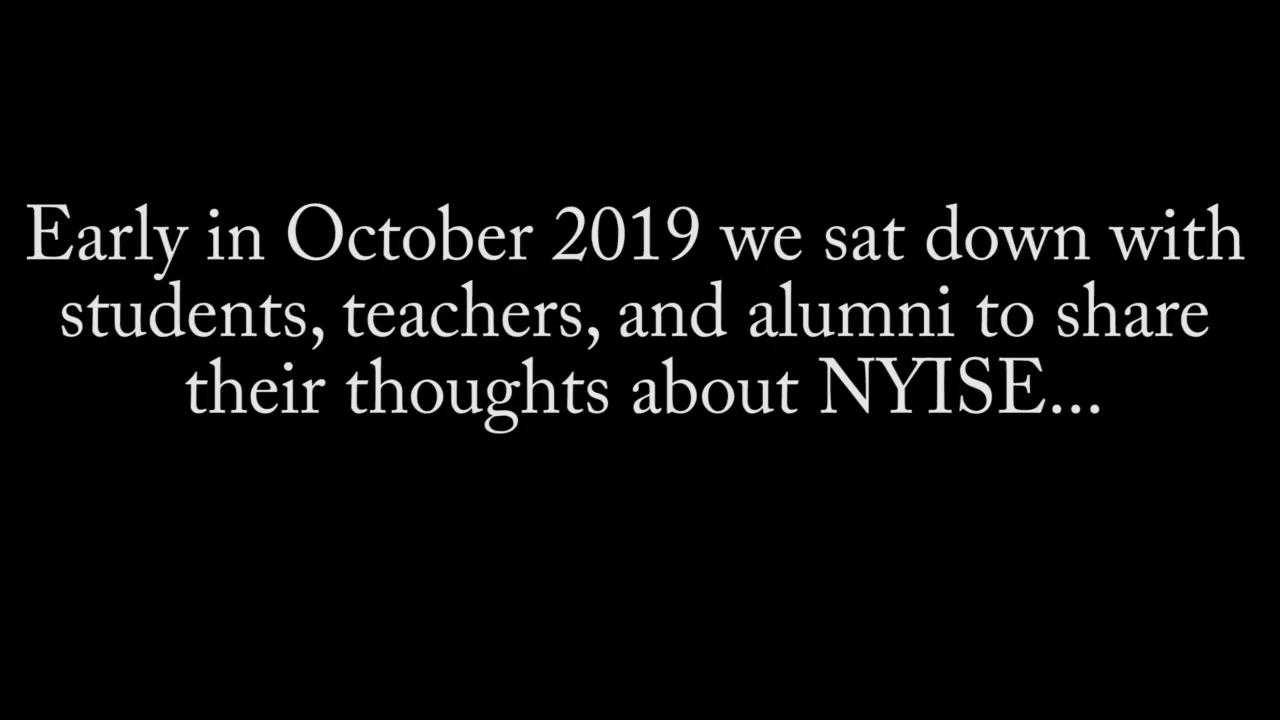 Early in October 2019 we sat down with
students, teachers, and alumni to share
their thoughts about NYISE...